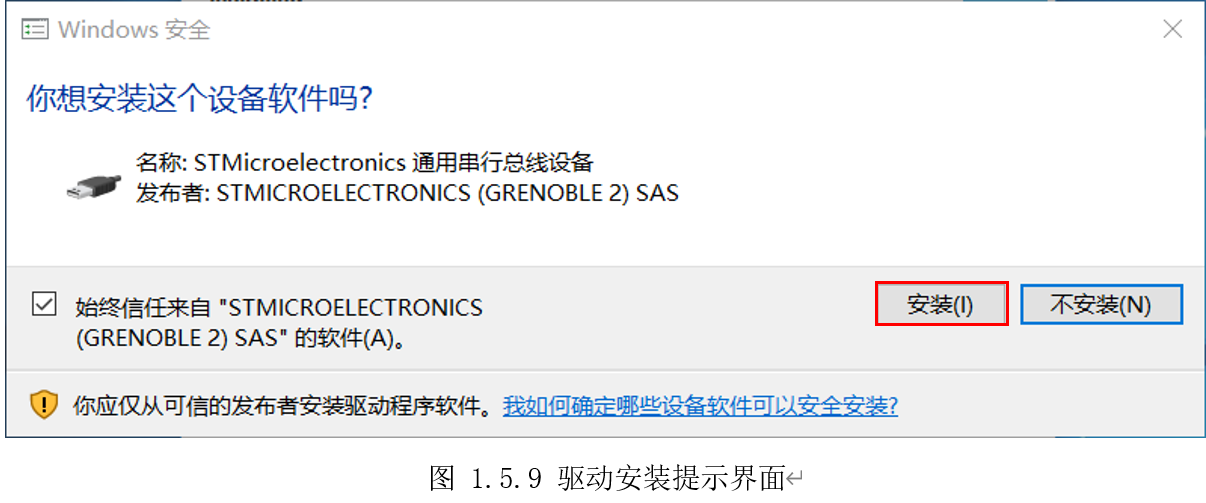 Windows 安全
你想安装这个设备软件吗?
名称: STMicroelectronics 通用串行总线设备
发布者: STMICROELECTRONICS (GRENOBLE 2) SAS
始终信任来自 "STMICROELECTRONICS
(GRENOBLE 2) SAS" 的软件(A)。
安装(I)
不安装(N)
你应仅从可信的发布者安装驱动程序软件。我如何确定哪些设备软件可以安全安装?
图 1.5.9 驱动安装提示界面